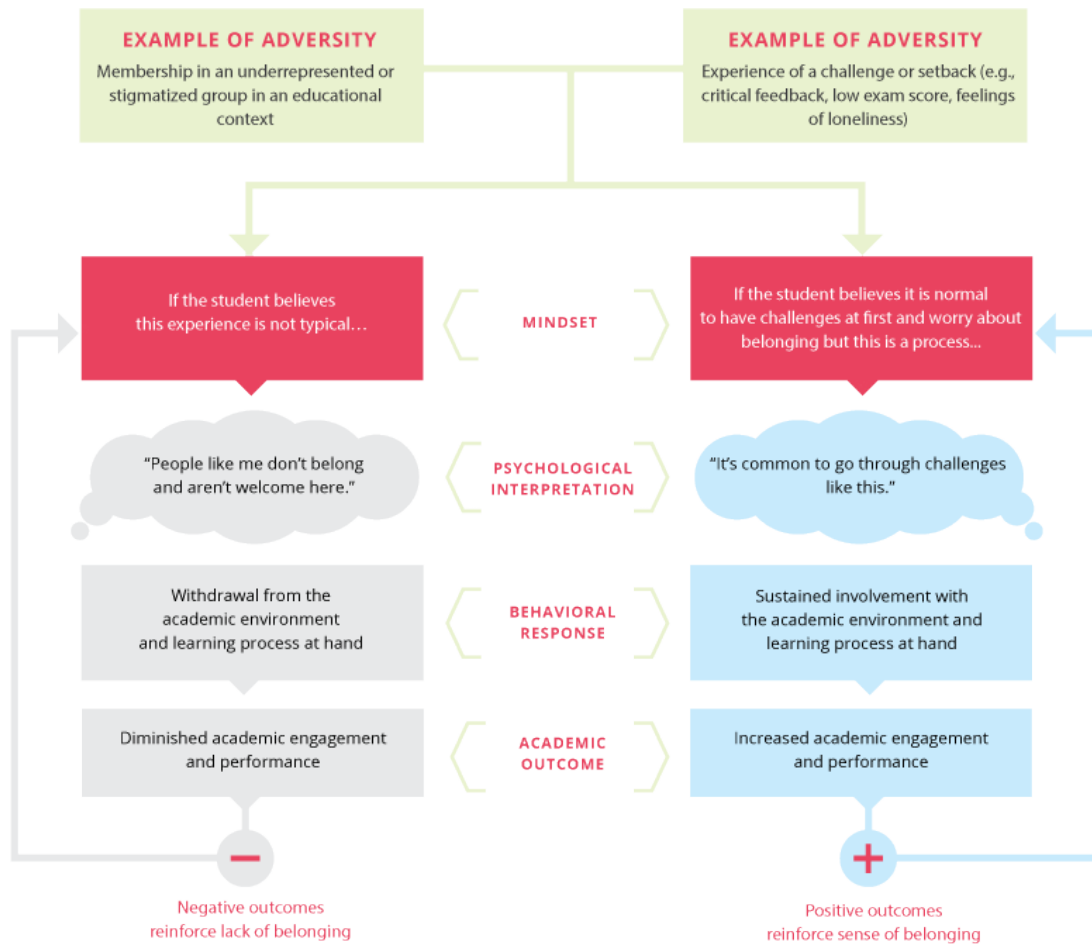 EXAMPLE OF ADVERSITY
Membership in an underrepresented or
stigmatized group in an educational
context
EXAMPLE OF ADVERSITY
Experience of a challenge or setback (e.g.,
critical feedback, low exam score, feelings
of loneliness)
If the student believes
this experience is not typical...
MINDSET
If the student believes it is normal
to have challenges at first and worry about
belonging but this is a process...
“People like me don’t belong
and aren’t welcome here.”
PSYCHOLOGICAL
INTERPRETATION
“It’s common to go through challenges
like this.”
Withdrawal from the
academic environment
and learning process at hand
BEHAVIORAL
RESPONSE
Sustained involvement with
the academic environment and
learning process at hand
Diminished academic engagement
and performance
ACADEMIC
OUTCOME
Increased academic engagement
and performance
−
+
Negative outcomes
reinforce lack of belonging
Positive outcomes
reinforce sense of belonging